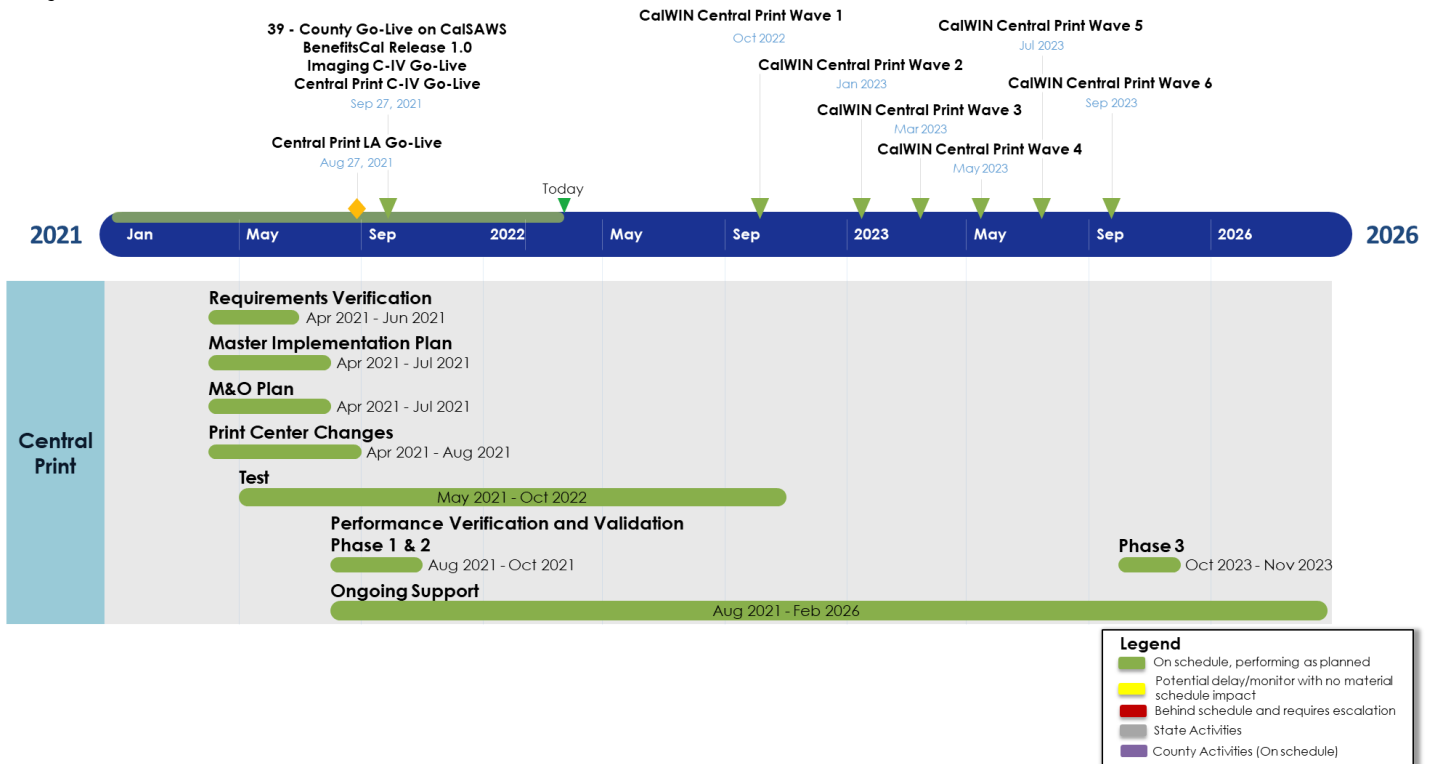 39 - County Go-Live on CalSAWS
BenefitsCal Release 1.0
Imaging C-IV Go-Live
Central Print C-IV Go-Live
Sep 27, 2021
Central Print LA Go-Live
Aug 27, 2021
CalWIN Central Print Wave 1
Oct 2022
CalWIN Central Print Wave 2
Jan 2023
CalWIN Central Print Wave 3
Mar 2023
CalWIN Central Print Wave 4
May 2023
CalWIN Central Print Wave 5
Jul 2023
CalWIN Central Print Wave 6
Sep 2023
Today
2021 Jan May Sep 2022 May Sep 2023 May Sep 2026 2026
Central
Print
Requirements Verification
Apr 2021 - Jun 2021
Master Implementation Plan
Apr 2021 - Jul 2021
M&O Plan
Apr 2021 - Jul 2021
Print Center Changes
Apr 2021 - Aug 2021
Test
May 2021 - Oct 2022
Performance Verification and Validation
Phase 1 & 2
Aug 2021 - Oct 2021
Phase 3
Oct 2023 - Nov 2023
Ongoing Support
Aug 2021 - Feb 2026
Legend
On schedule, performing as planned
Potential delay/monitor with no material
schedule impact
Behind schedule and requires escalation
State Activities
County Activities (On schedule)